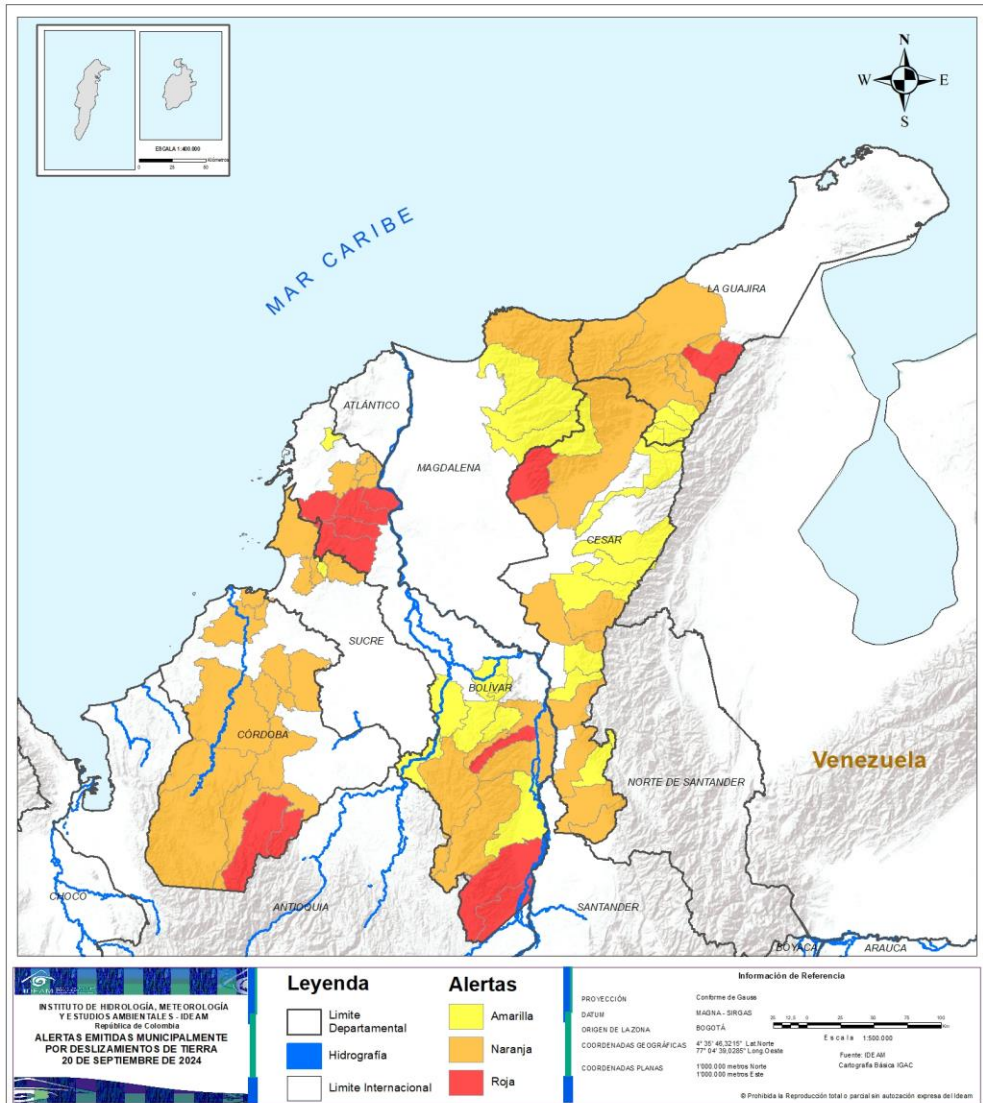 ESCALA 1:400.000
Kilómetros
N
W
E
S
MAR CARIBE
LA GUAJIRA
ATLÁNTICO
MAGDALENA
CESAR
SUCRE
BOLÍVAR
CÓRDOBA
NORTE DE SANTANDER
Venezuela
CHOCO
ANTIOQUIA
SANTANDER
BOYACÁ
ARAUCA
IDEAM
INSTITUTO DE HIDROLOGÍA, METEOROLOGÍA
Y ESTUDIOS AMBIENTALES - IDEAM
República de Colombia
ALERTAS EMITIDAS MUNICIPALMENTE
POR DESLIZAMIENTOS DE TIERRA
20 DE SEPTIEMBRE DE 2024
Leyenda
Limite
Departamental
Hidrografía
Limite Internacional
Alertas
Amarilla
Naranja
Roja
Información de Referencia
PROYECCIÓN Conforme de Gauss
DATUM MAGNA - SIRGAS
ORIGEN DE LA ZONA BOGOTÁ
COORDENADAS GEOGRÁFICAS 4° 35' 46,3215" Lat.Norte
77° 04' 39,0285" Long.Oeste
COORDENADAS PLANAS 1'000.000 metros Norte
1'000.000 metros Este
Escala 1:500.000
Fuente: IDEAM
Cartografía Básica IGAC
© Prohibida la Reproducción total o parcial sin autozación expresa del Ideam